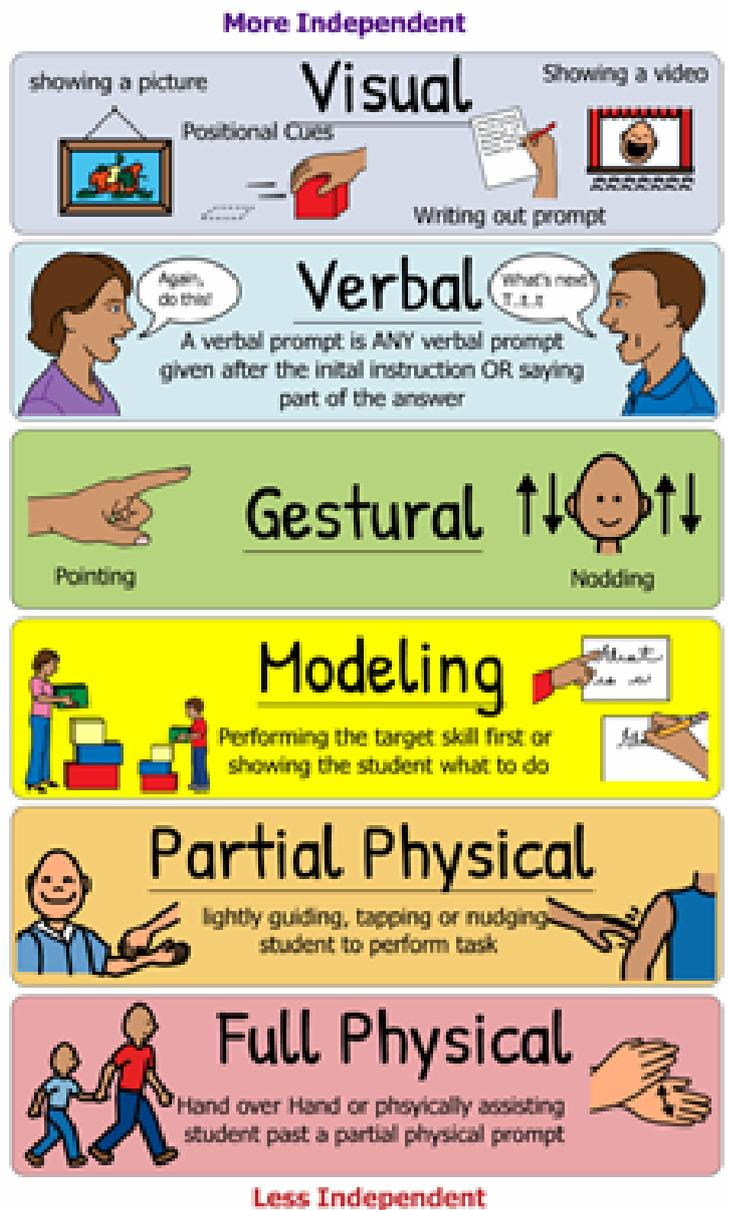 More Independent
showing a picture
Visual
Showing a video
Positional Cues
Writing out prompt
Again,
do this!
Verbal
What's next?
T..t..t
A verbal prompt is ANY verbal prompt
given after the inital instruction OR saying
part of the answer
Gestural
Pointing
Nodding
Modeling
Performing the target skill first or
showing the student what to do
Partial Physical
lightly guiding, tapping or nudging
student to perform task
Full Physical
Hand over Hand or phsyically assisting
student past a partial physical prompt
Less Independent